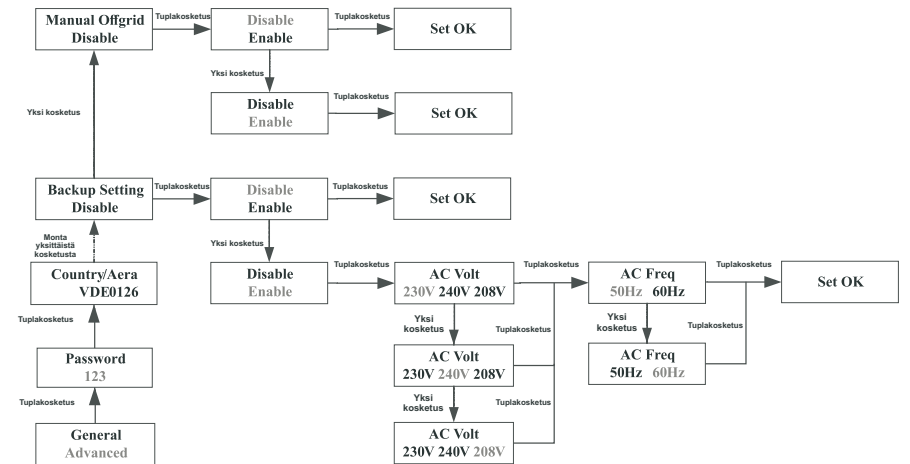 Manual Offgrid
Disable
Tuplakosketus
Disable
Enable
Tuplakosketus
Set OK
Yksi kosketus
Yksi kosketus
Disable
Enable
Tuplakosketus
Set OK
Backup Setting
Disable
Tuplakosketus
Disable
Enable
Tuplakosketus
Set OK
Monta
yksittäistä
kosketusta
Yksi kosketus
Country/Aera
VDE0126
Disable
Enable
Tuplakosketus
AC Volt
230V 240V 208V
Tuplakosketus
AC Freq
50Hz 60Hz
Tuplakosketus
Set OK
Tuplakosketus
Yksi
kosketus
Tuplakosketus
Yksi
kosketus
Tuplakosketus
Password
123
AC Volt
230V 240V 208V
AC Freq
50Hz 60Hz
Tuplakosketus
Yksi
kosketus
Tuplakosketus
General
Advanced
AC Volt
230V 240V 208V